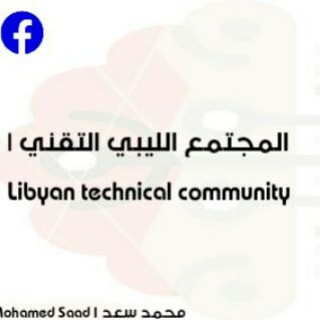 المجتمع الليبي التقني |
Libyan technical community
Mohamed Saad | محمد سعد